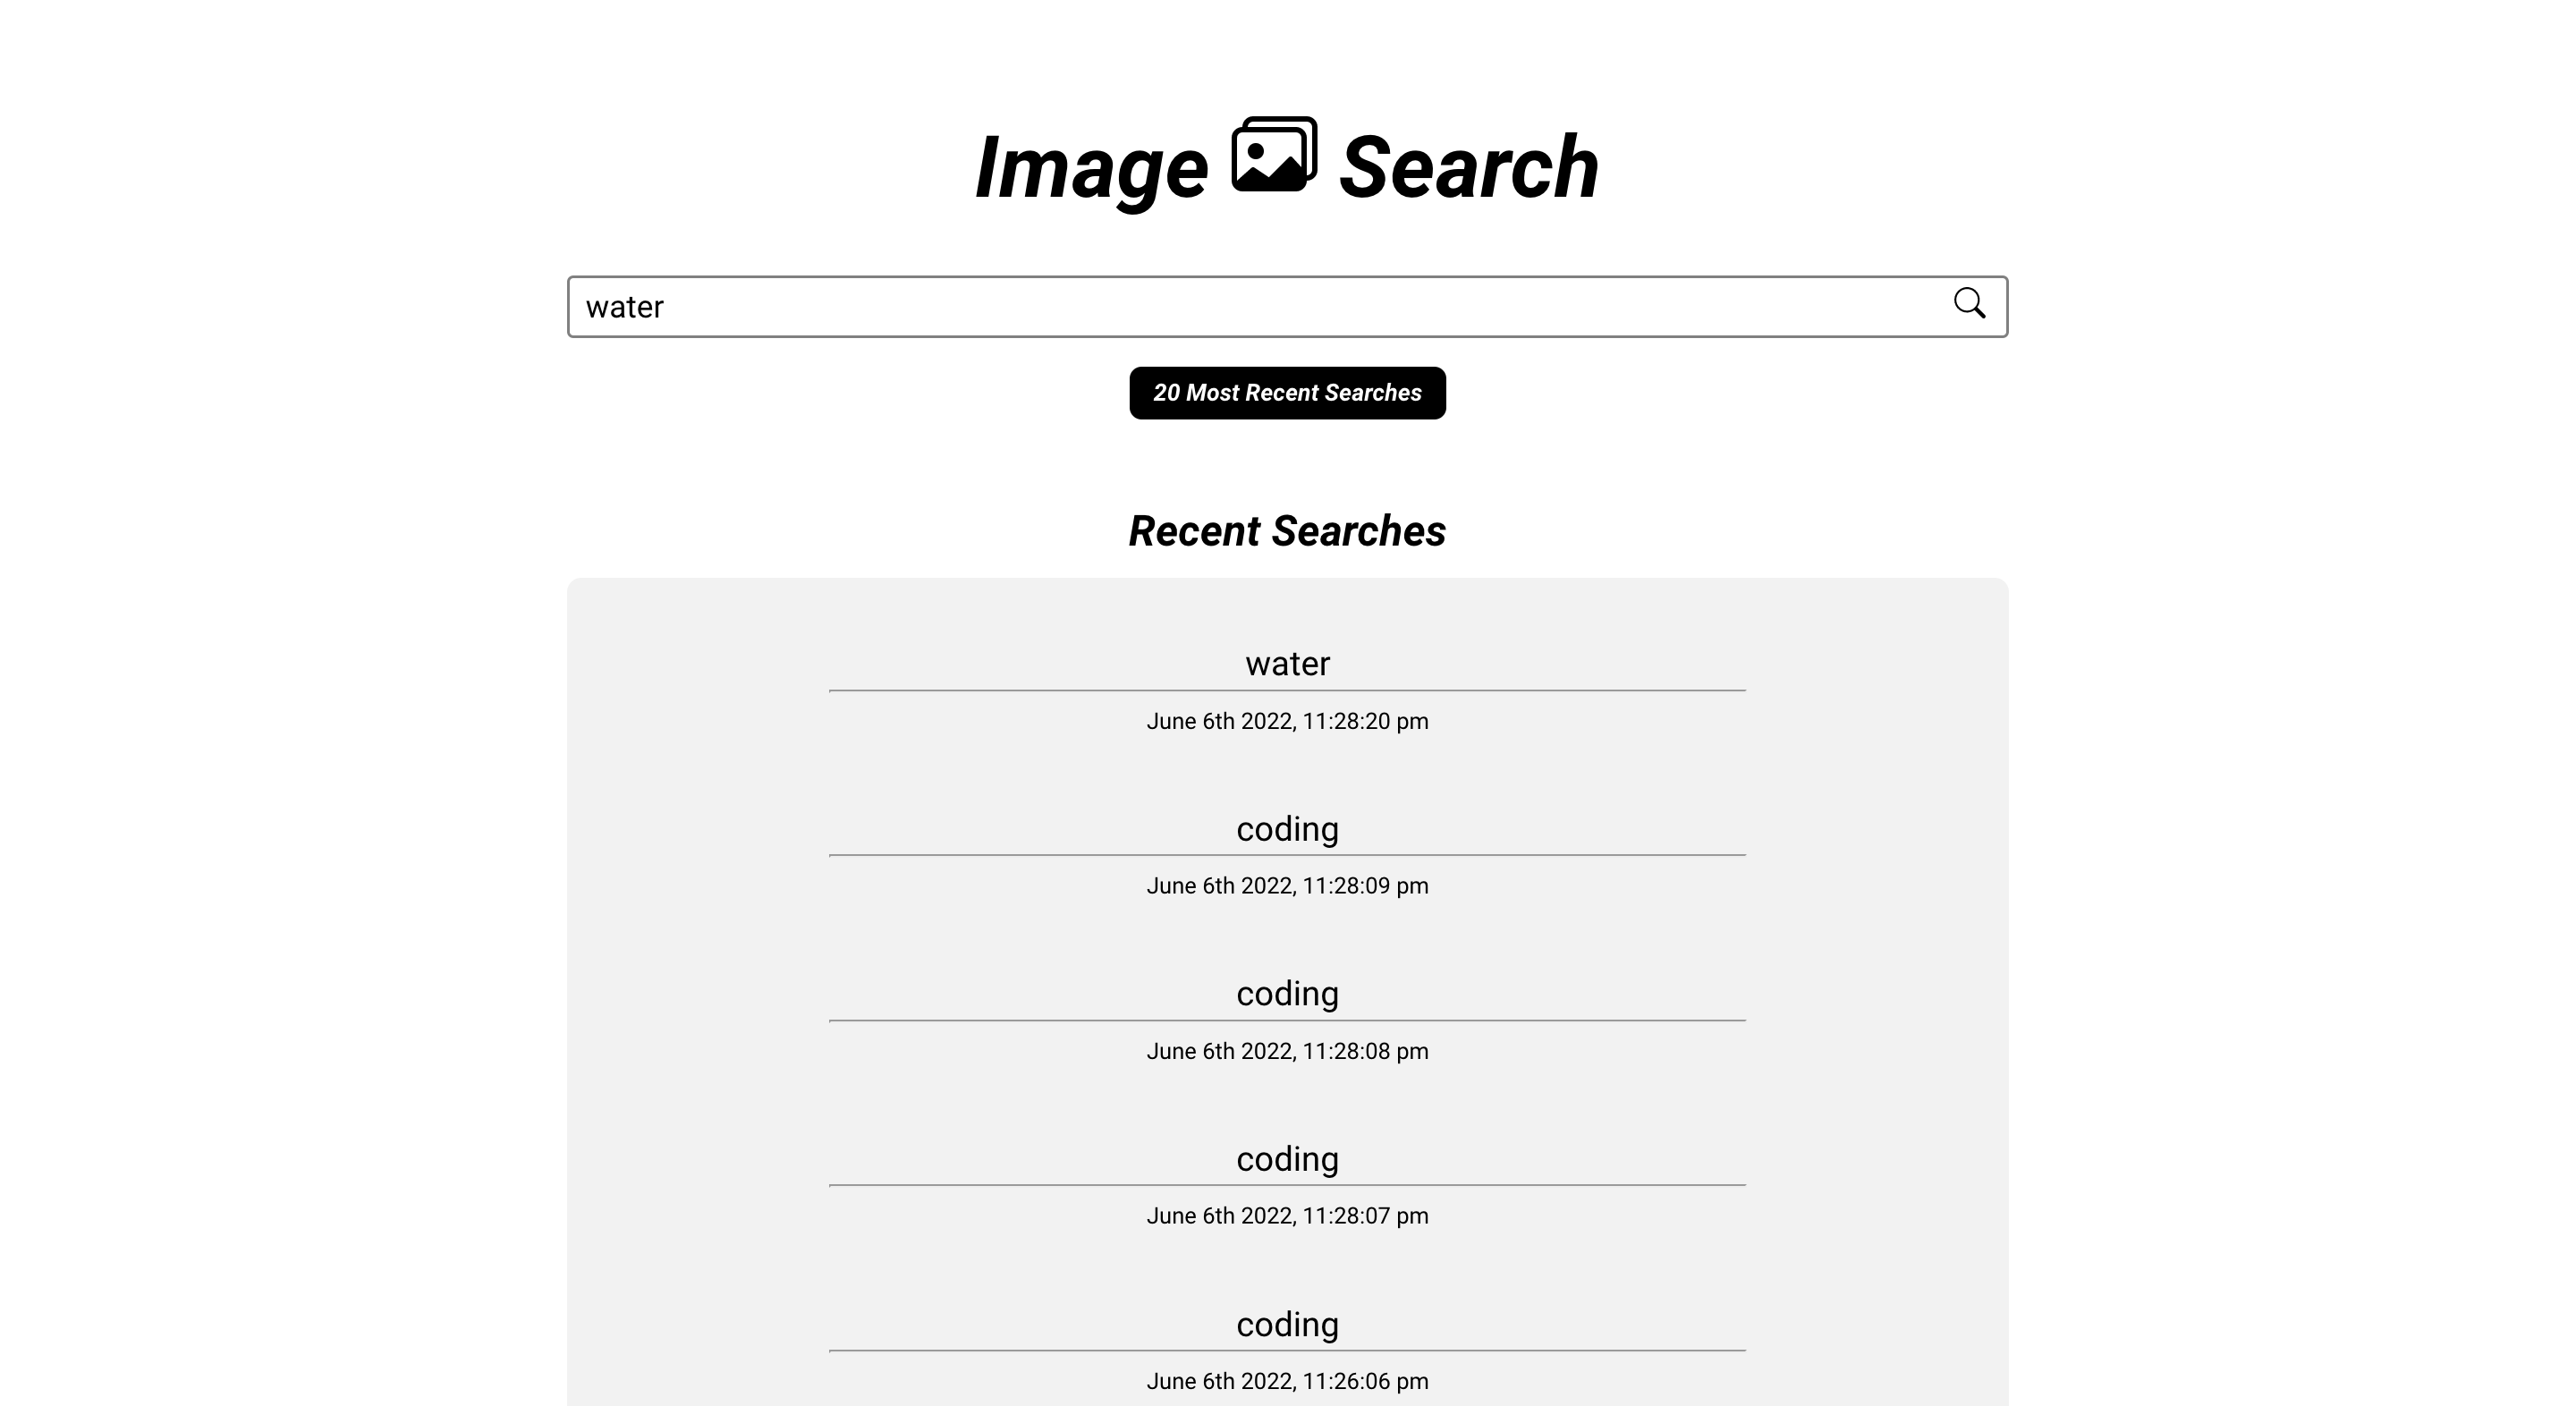 Image Search
water
20 Most Recent Searches
Recent Searches
water
June 6th 2022, 11:28:20 pm
coding
June 6th 2022, 11:28:09 pm
coding
June 6th 2022, 11:28:08 pm
coding
June 6th 2022, 11:28:07 pm
coding
June 6th 2022, 11:26:06 pm